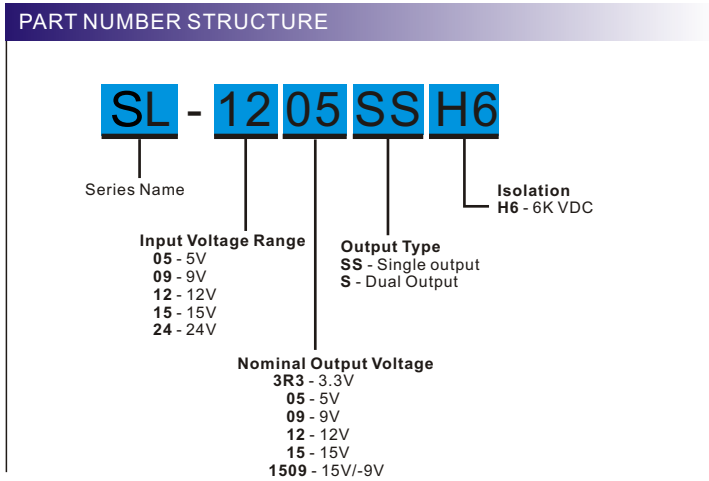 PART NUMBER STRUCTURE
SL - 12 05 SS H6
Series Name
Isolation
H6 - 6K VDC
Input Voltage Range
05 - 5V
09 - 9V
12 - 12V
15 - 15V
24 - 24V
Output Type
SS - Single output
S - Dual Output
Nominal Output Voltage
3R3 - 3.3V
05 - 5V
09 - 9V
12 - 12V
15 - 15V
1509 - 15V/-9V